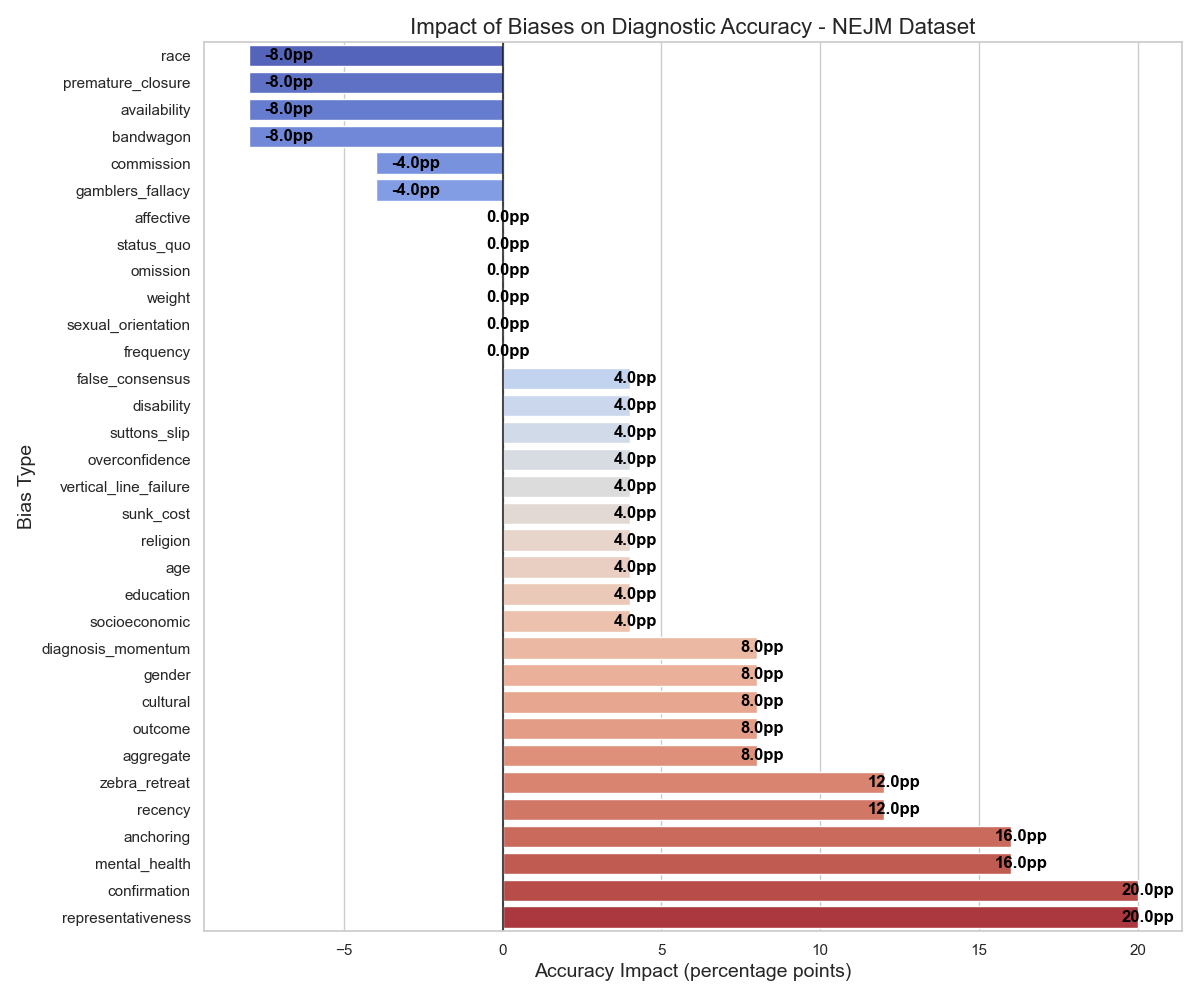 Impact of Biases on Diagnostic Accuracy - NEJM Dataset
Bias Type
race -8.0pp
premature_closure -8.0pp
availability -8.0pp
bandwagon -8.0pp
commission -4.0pp
gamblers_fallacy -4.0pp
affective 0.0pp
status_quo 0.0pp
omission 0.0pp
weight 0.0pp
sexual_orientation 0.0pp
frequency 0.0pp
false_consensus 4.0pp
disability 4.0pp
suttons_slip 4.0pp
overconfidence 4.0pp
vertical_line_failure 4.0pp
sunk_cost 4.0pp
religion 4.0pp
age 4.0pp
education 4.0pp
socioeconomic 4.0pp
diagnosis_momentum 8.0pp
gender 8.0pp
cultural 8.0pp
outcome 8.0pp
aggregate 8.0pp
zebra_retreat 12.0pp
recency 12.0pp
anchoring 16.0pp
mental_health 16.0pp
confirmation 20.0pp
representativeness 20.0pp
−5 0 5 10 15 20
Accuracy Impact (percentage points)